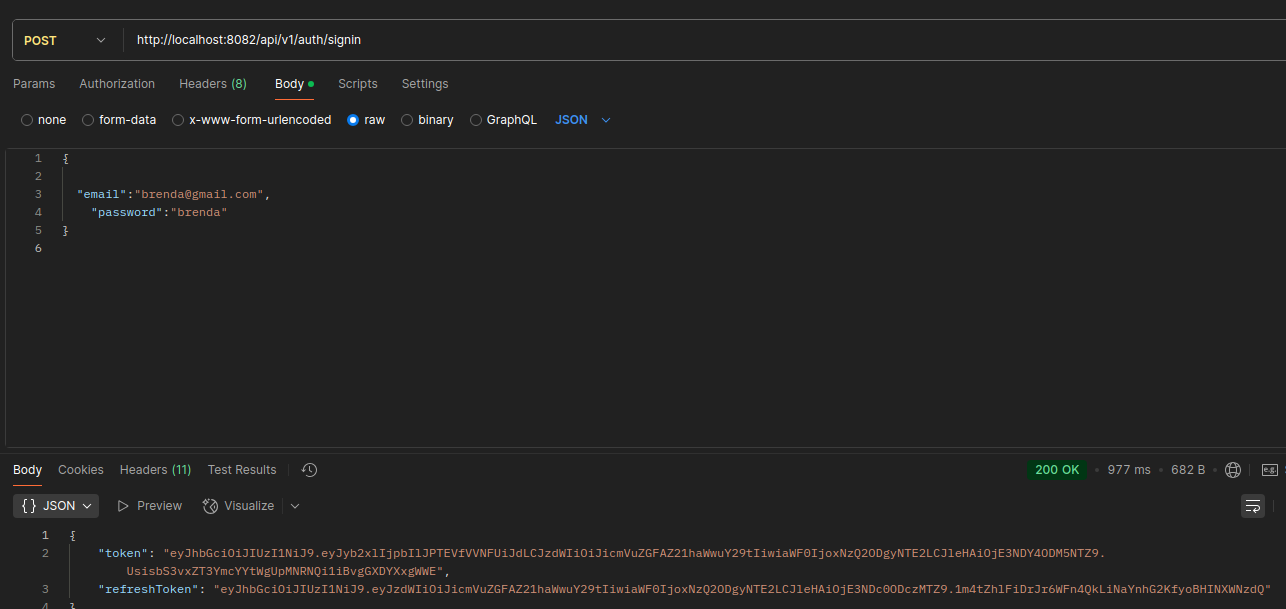 POST http://localhost:8082/api/v1/auth/signin
Params Authorization Headers (8) Body Scripts Settings
none form-data x-www-form-urlencoded raw binary GraphQL JSON
1 {
2
3 "email":"brenda@gmail.com",
4 "password":"brenda"
5 }
6
Body Cookies Headers (11) Test Results 200 OK 977 ms 682 B e.g.
{} JSON Preview Visualize
1 {
2 "token": "eyJhbGciOiJIUzI1NiJ9.eyJyb2xlIjpbIlJPTEVfVVNFUiJdLCJzdWIiOiJicmVuZGFAZ21haWwuY29tIiwiaWF0IjoxNzQ2ODgyNTE2LCJleHAiOjE3NDY4ODM5NTZ9.
UsisbS3vxZT3YmcYYtWgUpMNRNQi1iBvgGXDYXxgWWE",
3 "refreshToken": "eyJhbGciOiJIUzI1NiJ9.eyJzdWIiOiJicmVuZGFAZ21haWwuY29tIiwiaWF0IjoxNzQ2ODgyNTE2LCJleHAiOjE3NDc0ODczMTZ9.1m4tZhlFiDrJr6WFn4QkLiNaYnhG2KfyoBHINXWNzdQ"
4 }